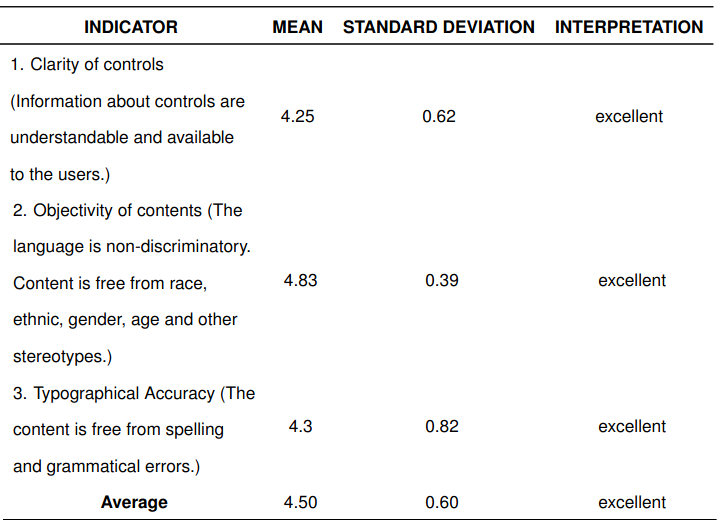 INDICATOR MEAN STANDARD DEVIATION INTERPRETATION
1. Clarity of controls
(Information about controls are
understandable and available
to the users.)
4.25 0.62 excellent
2. Objectivity of contents (The
language is non-discriminatory.
Content is free from race,
ethnic, gender, age and other
stereotypes.)
4.83 0.39 excellent
3. Typographical Accuracy (The
content is free from spelling
and grammatical errors.)
4.3 0.82 excellent
Average 4.50 0.60 excellent